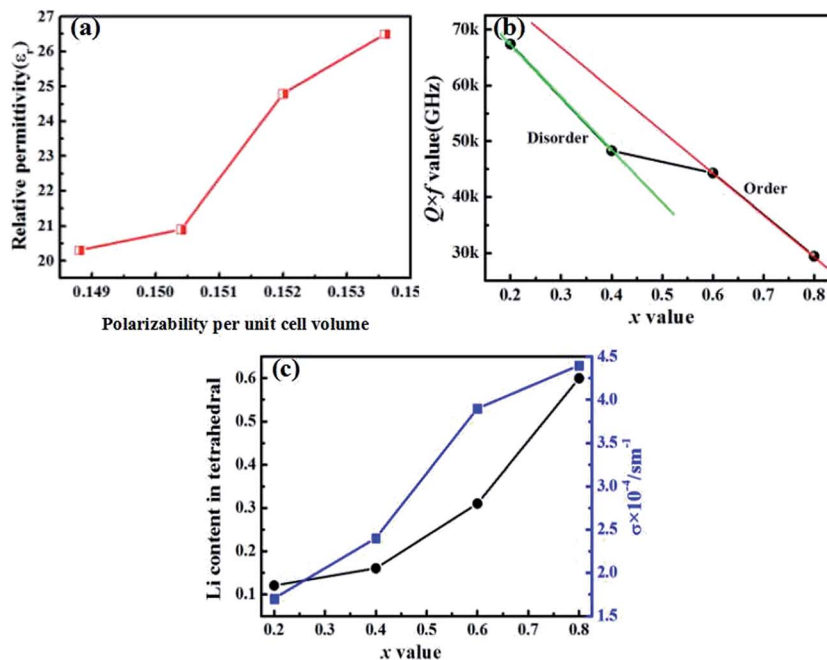 (a)
27
26
25
24
23
22
21
20
Relative permittivity(εr)
0.149 0.150 0.151 0.152 0.153 0.15
Polarizability per unit cell volume
(b)
70k
60k
50k
40k
30k
Q×f value(GHz)
Disorder
Order
0.2 0.3 0.4 0.5 0.6 0.7 0.8
x value
(c)
0.6
0.5
0.3
0.2
0.1
Li content in tetrahedral
4.5
4.0
3.5
3.0
2.5
2.0
1.5
σ×10⁻⁴/sm⁻¹
0.2 0.3 0.4 0.5 0.6 0.7 0.8
x value